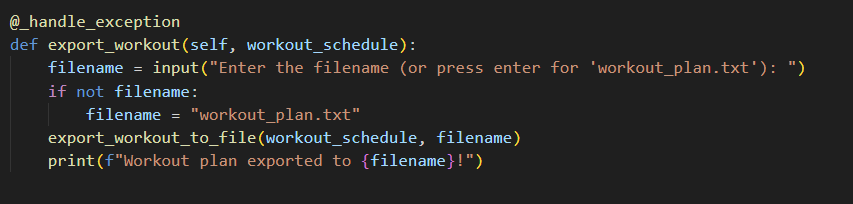 @_handle_exception
def export_workout(self, workout_schedule):
    filename = input("Enter the filename (or press enter for 'workout_plan.txt'): ")
    if not filename:
        filename = "workout_plan.txt"
    export_workout_to_file(workout_schedule, filename)
    print(f"Workout plan exported to {filename}!")